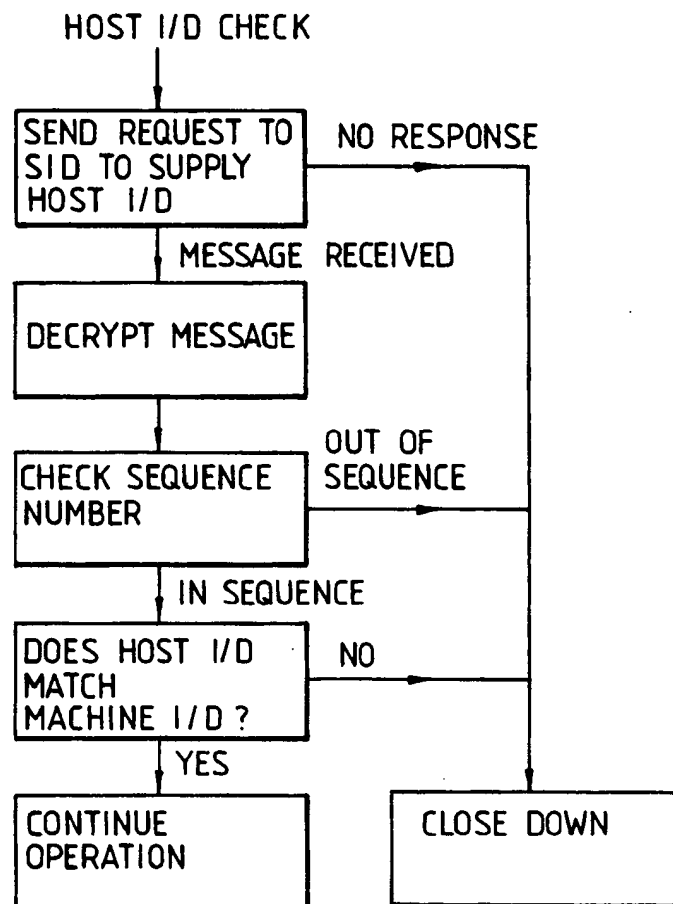 HOST I/D CHECK
SEND REQUEST TO
SID TO SUPPLY
HOST I/D
NO RESPONSE
MESSAGE RECEIVED
DECRYPT MESSAGE
CHECK SEQUENCE
NUMBER
OUT OF
SEQUENCE
IN SEQUENCE
DOES HOST I/D
MATCH
MACHINE I/D ?
NO
YES
CONTINUE
OPERATION
CLOSE DOWN